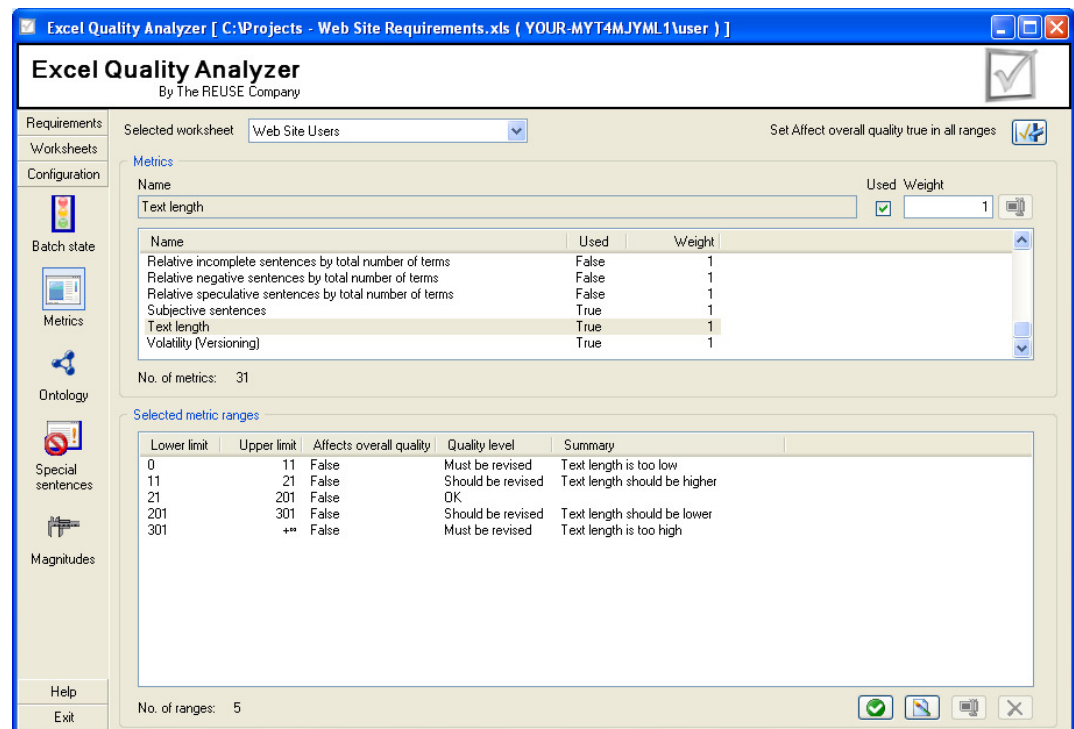 Excel Quality Analyzer [ C:\Projects - Web Site Requirements.xls ( YOUR-MYT4MJYML1\user ) ]
Excel Quality Analyzer
By The REUSE Company
Requirements
Worksheets
Configuration
Batch state
Metrics
Ontology
Special
sentences
Magnitudes
Help
Exit
Selected worksheet Web Site Users Set Affect overall quality true in all ranges
Metrics
Name Used Weight
Text length 1
Name Used Weight
Relative incomplete sentences by total number of terms False 1
Relative negative sentences by total number of terms False 1
Relative speculative sentences by total number of terms False 1
Subjective sentences True 1
Text length True 1
Volatility (Versioning) True 1
No. of metrics: 31
Selected metric ranges
Lower limit Upper limit Affects overall quality Quality level Summary
0 11 False Must be revised Text length is too low
11 21 False Should be revised Text length should be higher
21 201 False OK
201 301 False Should be revised Text length should be lower
301 +∞ False Must be revised Text length is too high
No. of ranges: 5